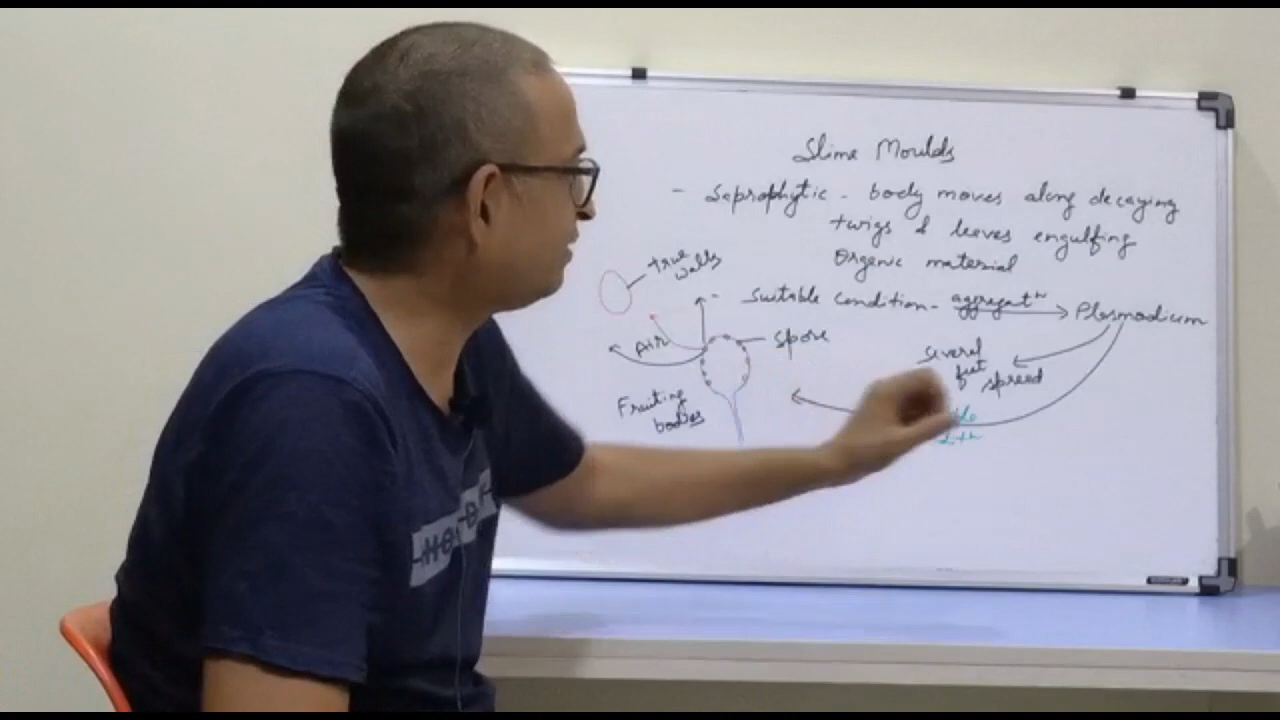 Slime Moulds
- Saprophytic - body moves along decaying
twigs & leaves engulfing
Organic material
true
walls
- Suitable condition - aggregatn
Plasmodium
Spore
AIR
several
feet
spread
Fruiting
bodies